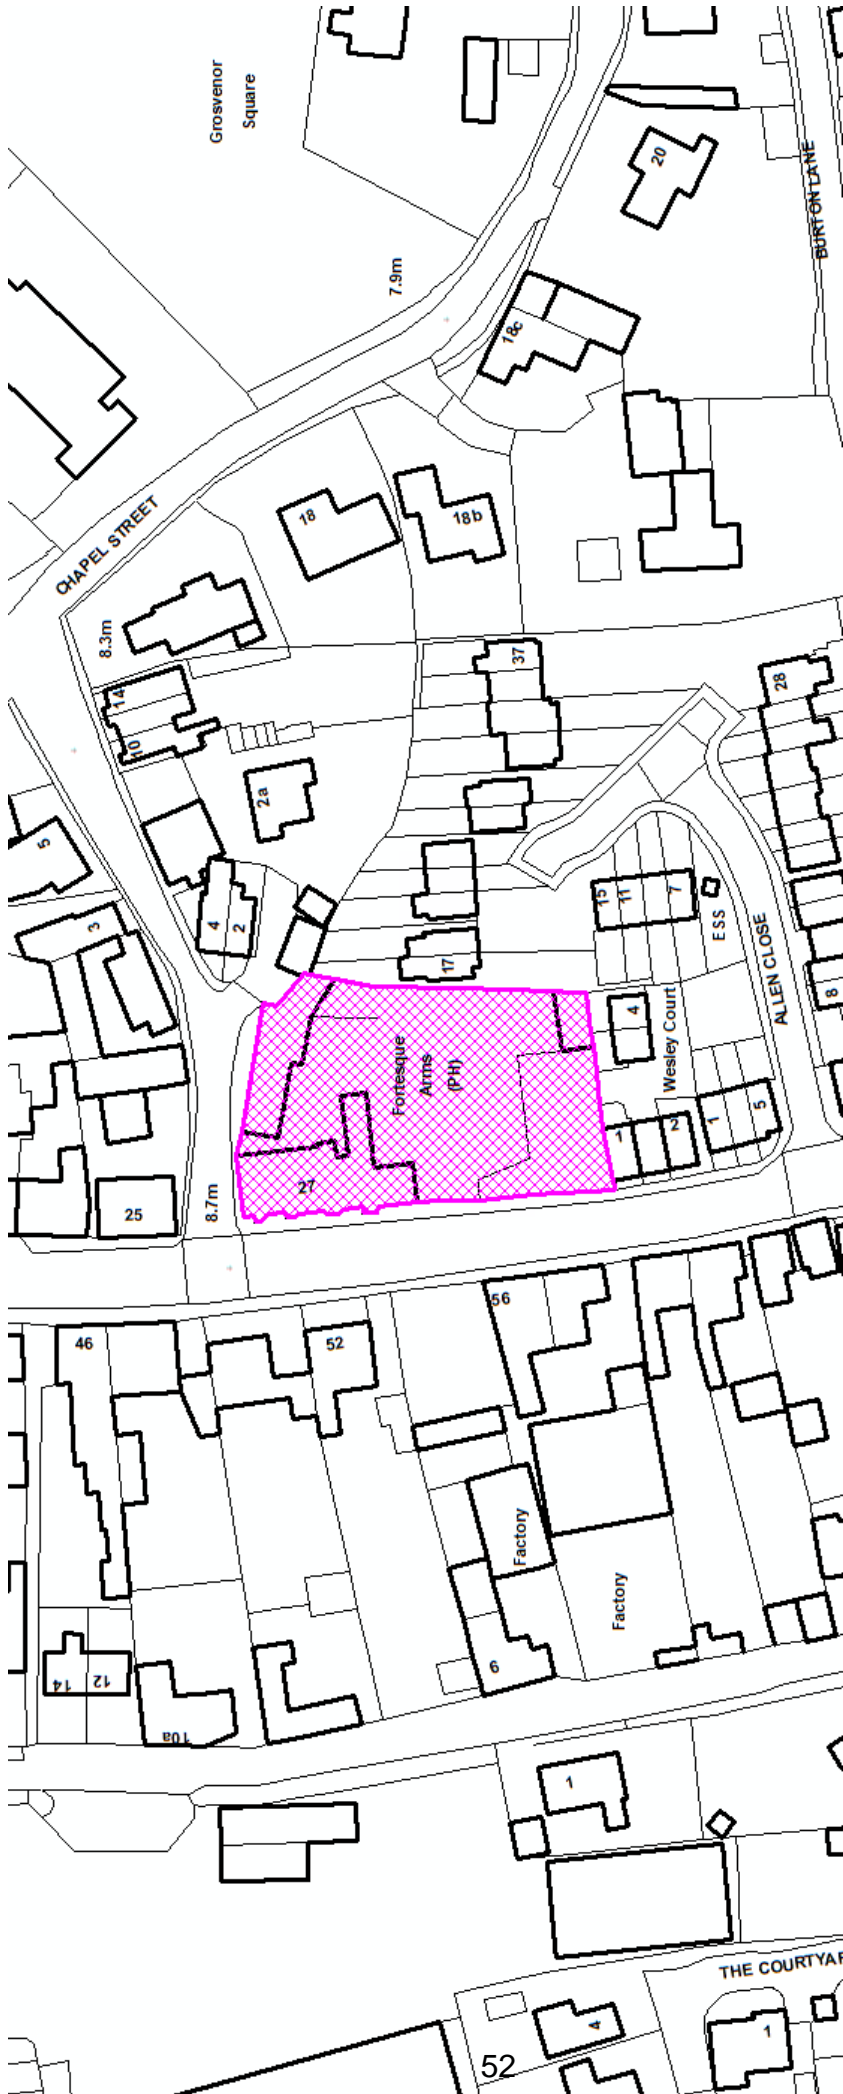 Grosvenor
Square
20
BURTON LANE
7.9m
18c
CHAPEL STREET
18
18b
8.3m
37
14
10
28
2a
5
15
11
7
ESS
4
2
3
17
ALLEN CLOSE
8
4
Wesley Court
Fortesque
Arms
(PH)
1
2
1
5
27
8.7m
25
56
46
52
Factory
Factory
6
14
12
10a
1
THE COURTYAR
4
1
52